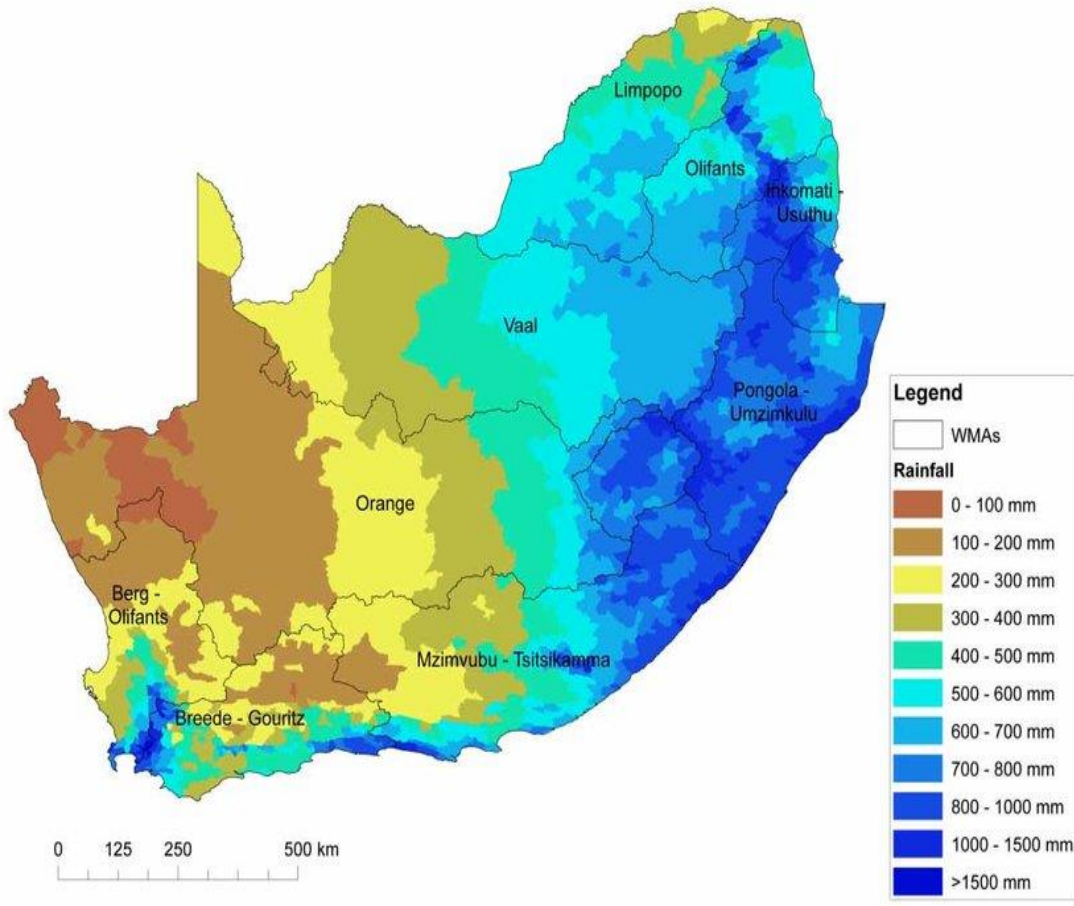 Limpopo
Olifants
Inkomati -
Usuthu
Vaal
Pongola -
Umzimkulu
Orange
Berg -
Olifants
Mzimvubu - Tsitsikamma
Breede - Gouritz
Legend
WMAs
Rainfall
0 - 100 mm
100 - 200 mm
200 - 300 mm
300 - 400 mm
400 - 500 mm
500 - 600 mm
600 - 700 mm
700 - 800 mm
800 - 1000 mm
1000 - 1500 mm
>1500 mm
0 125 250 500 km